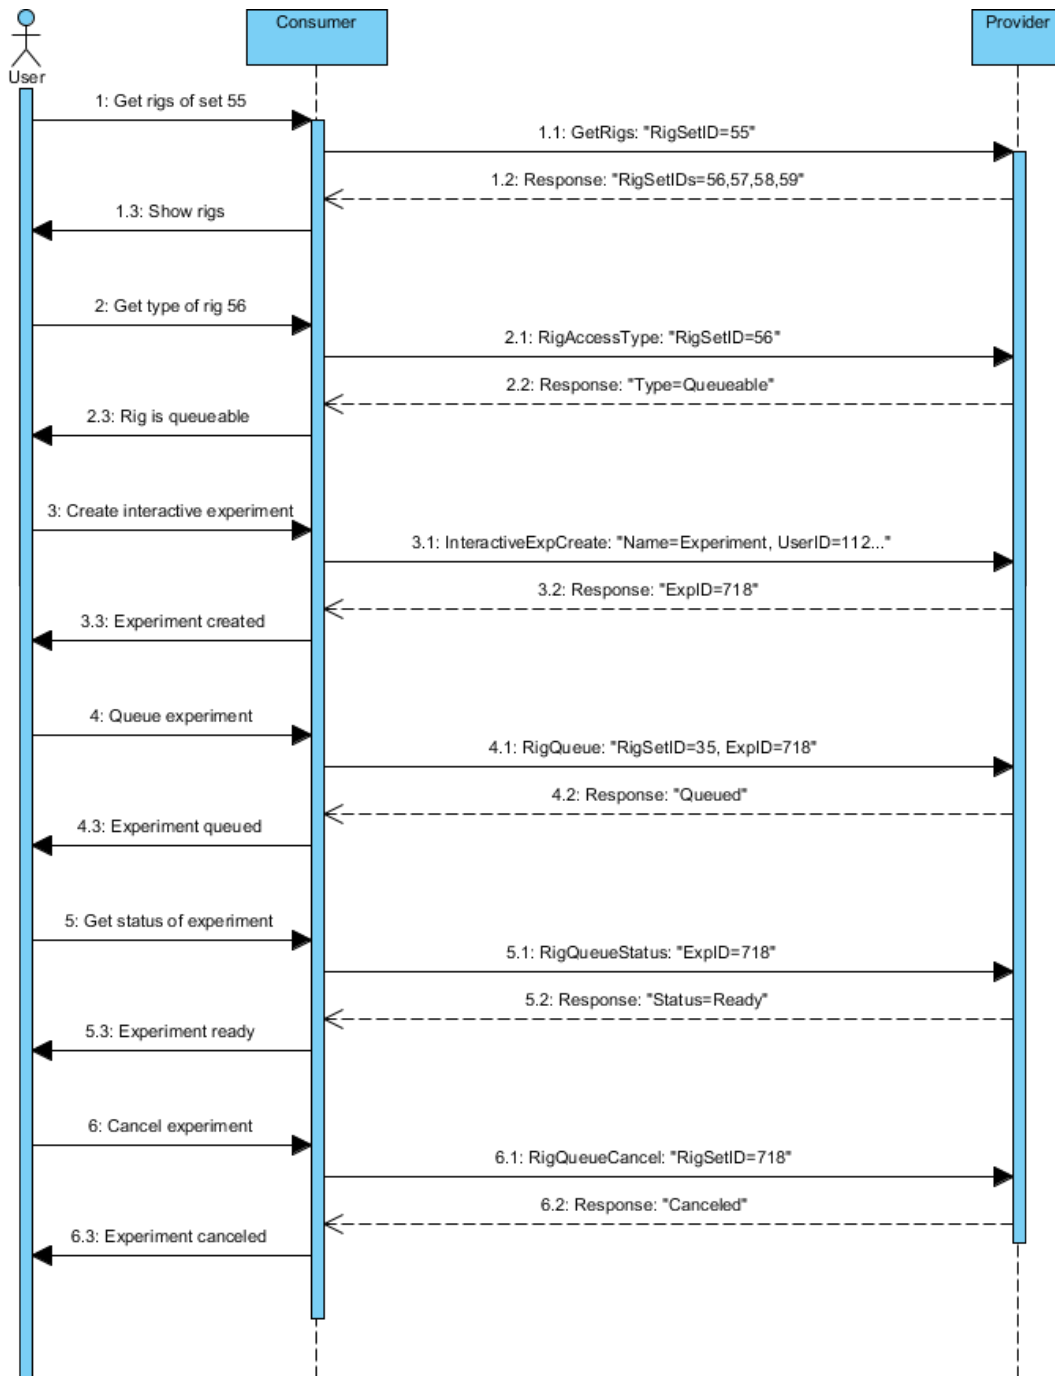 Consumer
Provider
User
1: Get rigs of set 55
1.1: GetRigs: "RigSetID=55"
1.2: Response: "RigSetIDs=56,57,58,59"
1.3: Show rigs
2: Get type of rig 56
2.1: RigAccessType: "RigSetID=56"
2.2: Response: "Type=Queueable"
2.3: Rig is queueable
3: Create interactive experiment
3.1: InteractiveExpCreate: "Name=Experiment, UserID=112..."
3.2: Response: "ExpID=718"
3.3: Experiment created
4: Queue experiment
4.1: RigQueue: "RigSetID=35, ExpID=718"
4.2: Response: "Queued"
4.3: Experiment queued
5: Get status of experiment
5.1: RigQueueStatus: "ExpID=718"
5.2: Response: "Status=Ready"
5.3: Experiment ready
6: Cancel experiment
6.1: RigQueueCancel: "RigSetID=718"
6.2: Response: "Canceled"
6.3: Experiment canceled